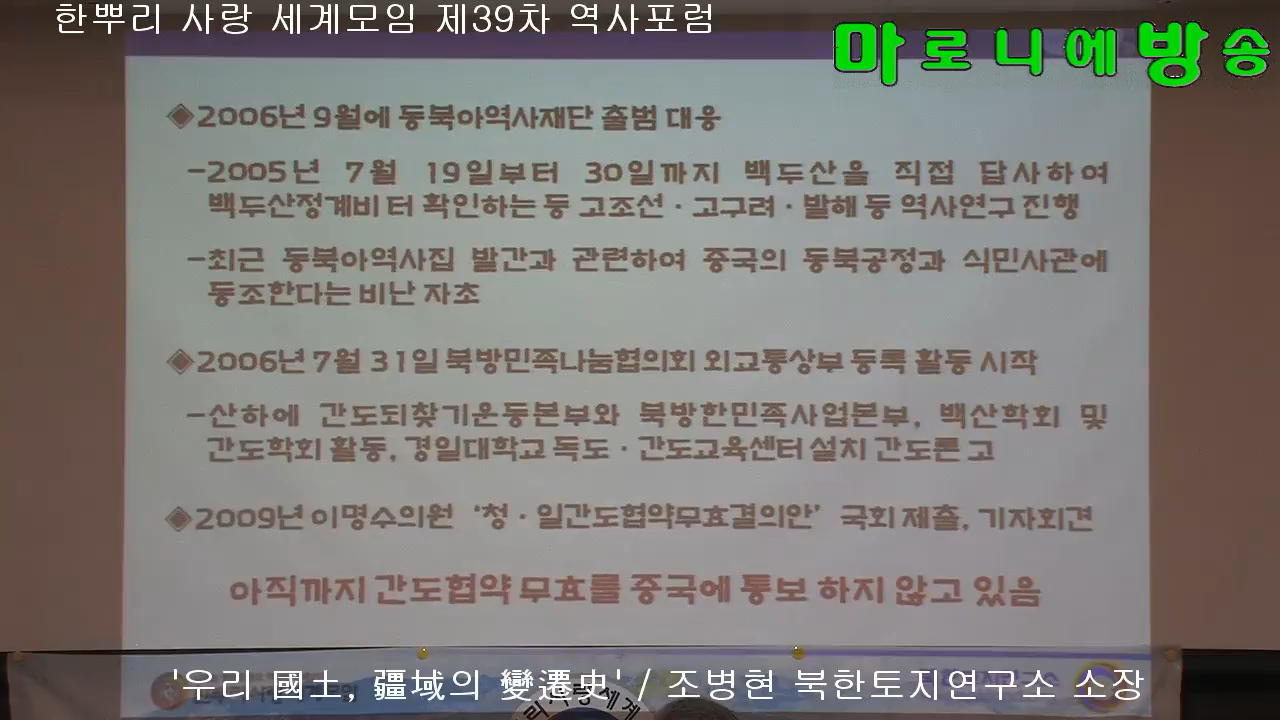 한뿌리 사랑 세계모임 제39차 역사포럼
마로니에방송
◈2006년 9월에 동북아역사재단 출범 대응
-2005년 7월 19일부터 30일까지 백두산을 직접 답사하여
백두산정계비 터 확인하는 등 고조선·고구려·발해 등 역사연구 진행
-최근 동북아역사집 발간과 관련하여 중국의 동북공정과 식민사관에
동조한다는 비난 자초
◈2006년 7월 31일 북방민족나눔협의회 외교통상부 등록 활동 시작
-산하에 간도되찾기운동본부와 북방한민족사업본부, 백산학회 및
간도학회 활동, 경일대학교 독도·간도교육센터 설치 간도론 고
◈2009년 이명수의원 ‘청·일간도협약무효결의안’ 국회 제출, 기자회견
아직까지 간도협약 무효를 중국에 통보 하지 않고 있음
'우리 國土, 疆域의 變遷史' / 조병현 북한토지연구소 소장
리사랑세계